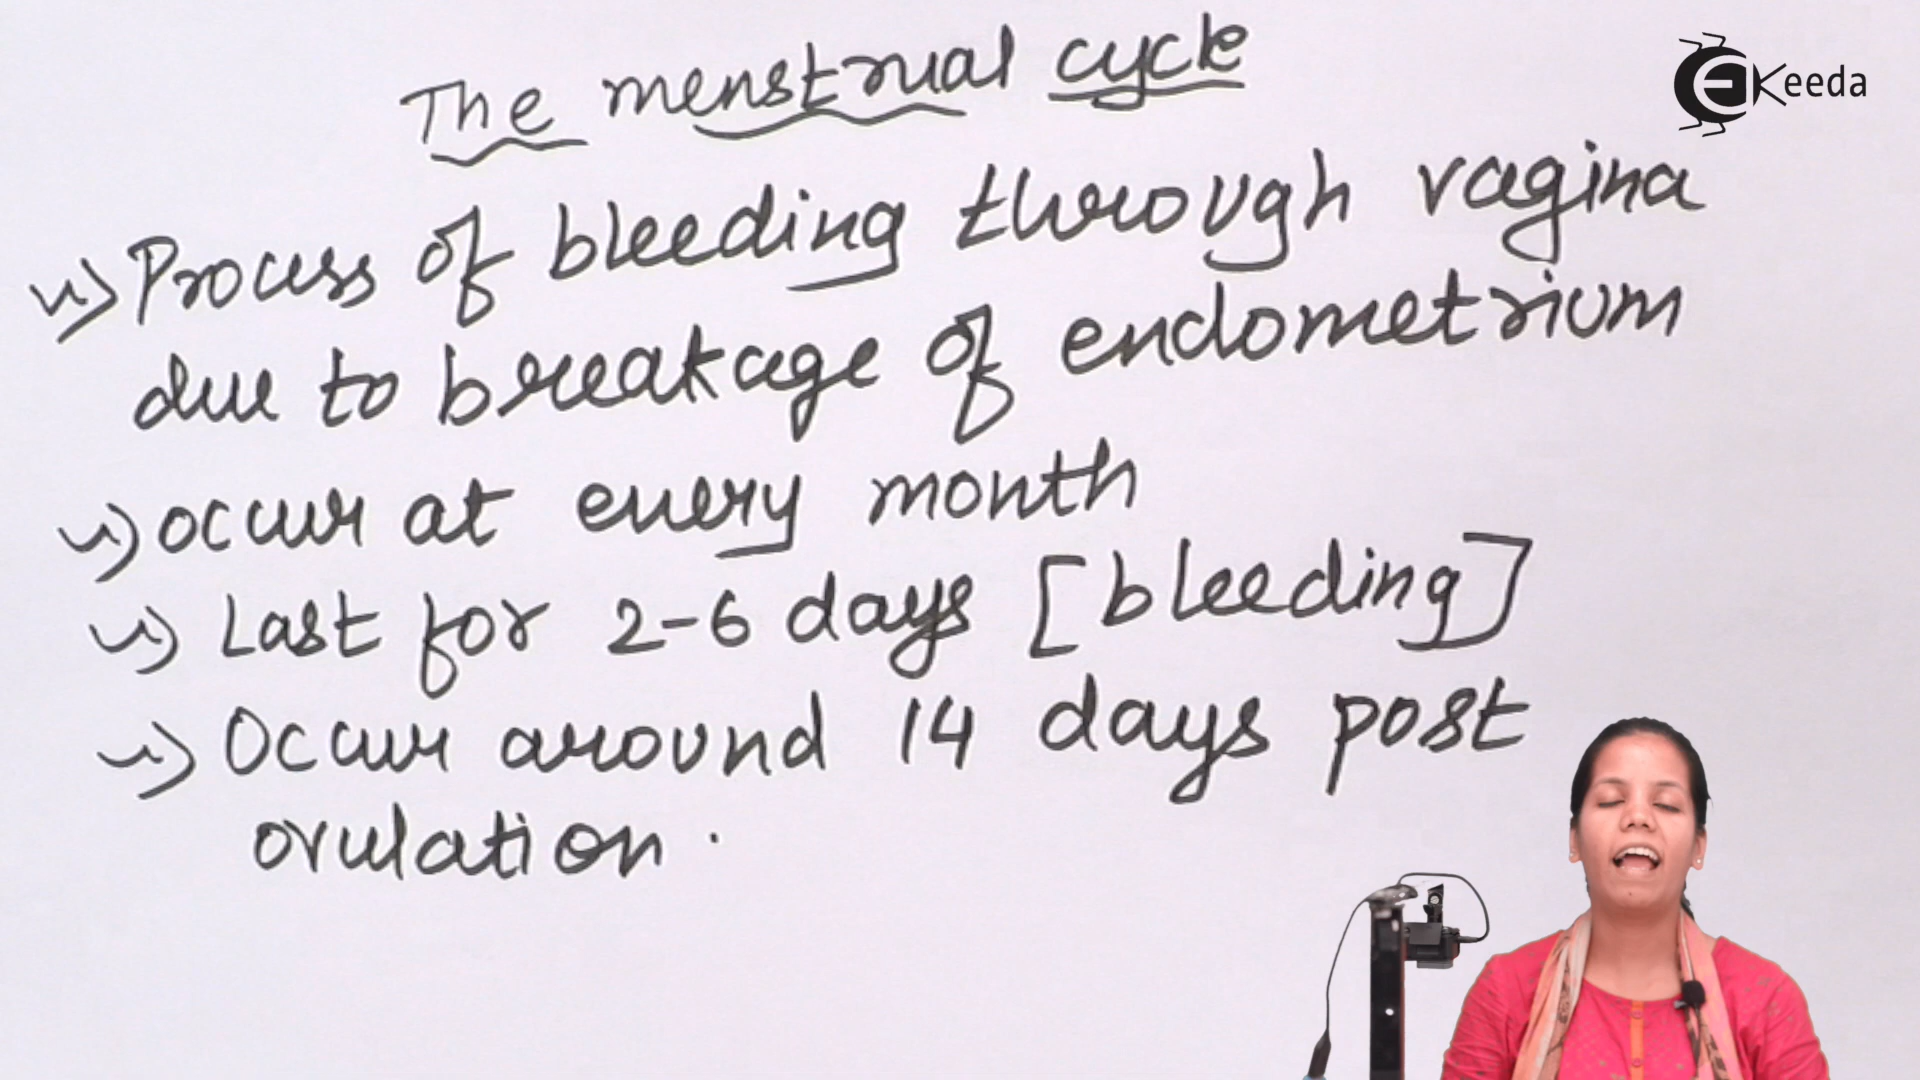 The menstrual cycle
EKeeda
Process of bleeding through vagina
due to breakage of endometrium
occur at every month
Last for 2-6 days [bleeding]
Occur around 14 days post
ovulation.